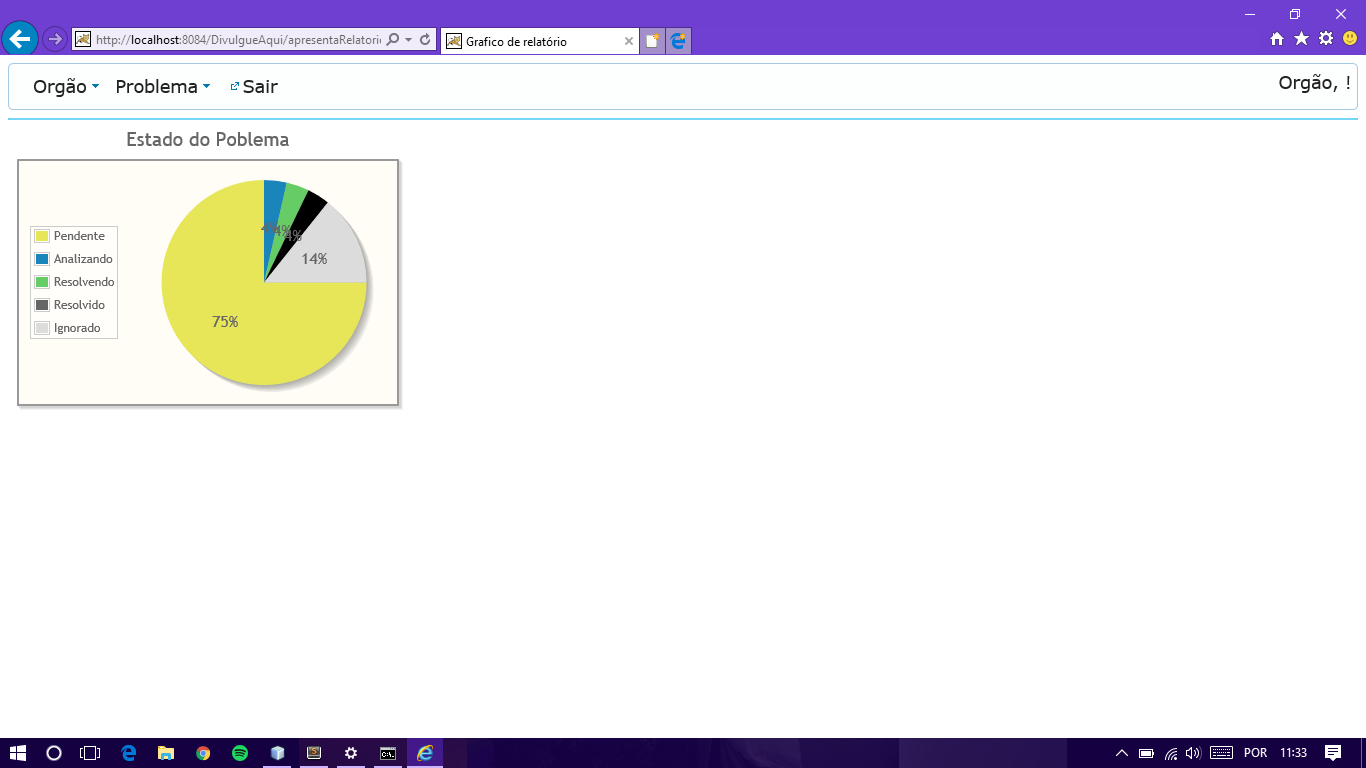 http://localhost:8084/DivulgueAqui/apresentaRelatori
Grafico de relatório
Orgão
Problema
Sair
Orgão, !
Estado do Poblema
Pendente
Analizando
Resolvendo
Resolvido
Ignorado
4%
4%
14%
75%
POR
11:33